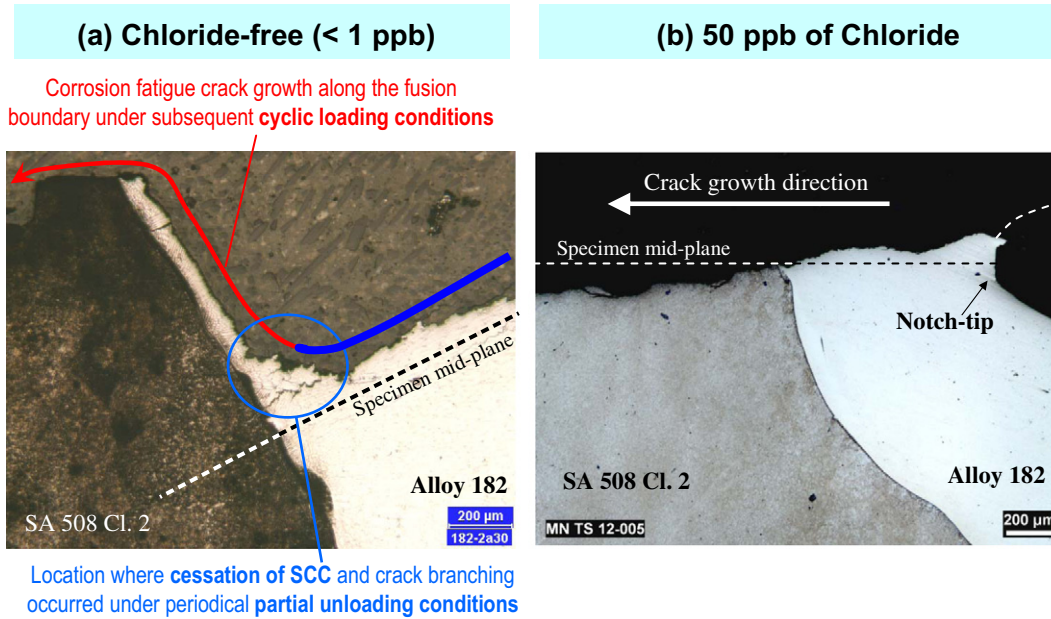 (a) Chloride-free (< 1 ppb)
Corrosion fatigue crack growth along the fusion
boundary under subsequent cyclic loading conditions
Specimen mid-plane
Alloy 182
SA 508 Cl. 2
200 µm
182-2a30
Location where cessation of SCC and crack branching
occurred under periodical partial unloading conditions
(b) 50 ppb of Chloride
Crack growth direction
Specimen mid-plane
Notch-tip
SA 508 Cl. 2
Alloy 182
MN TS 12-005
200 µm